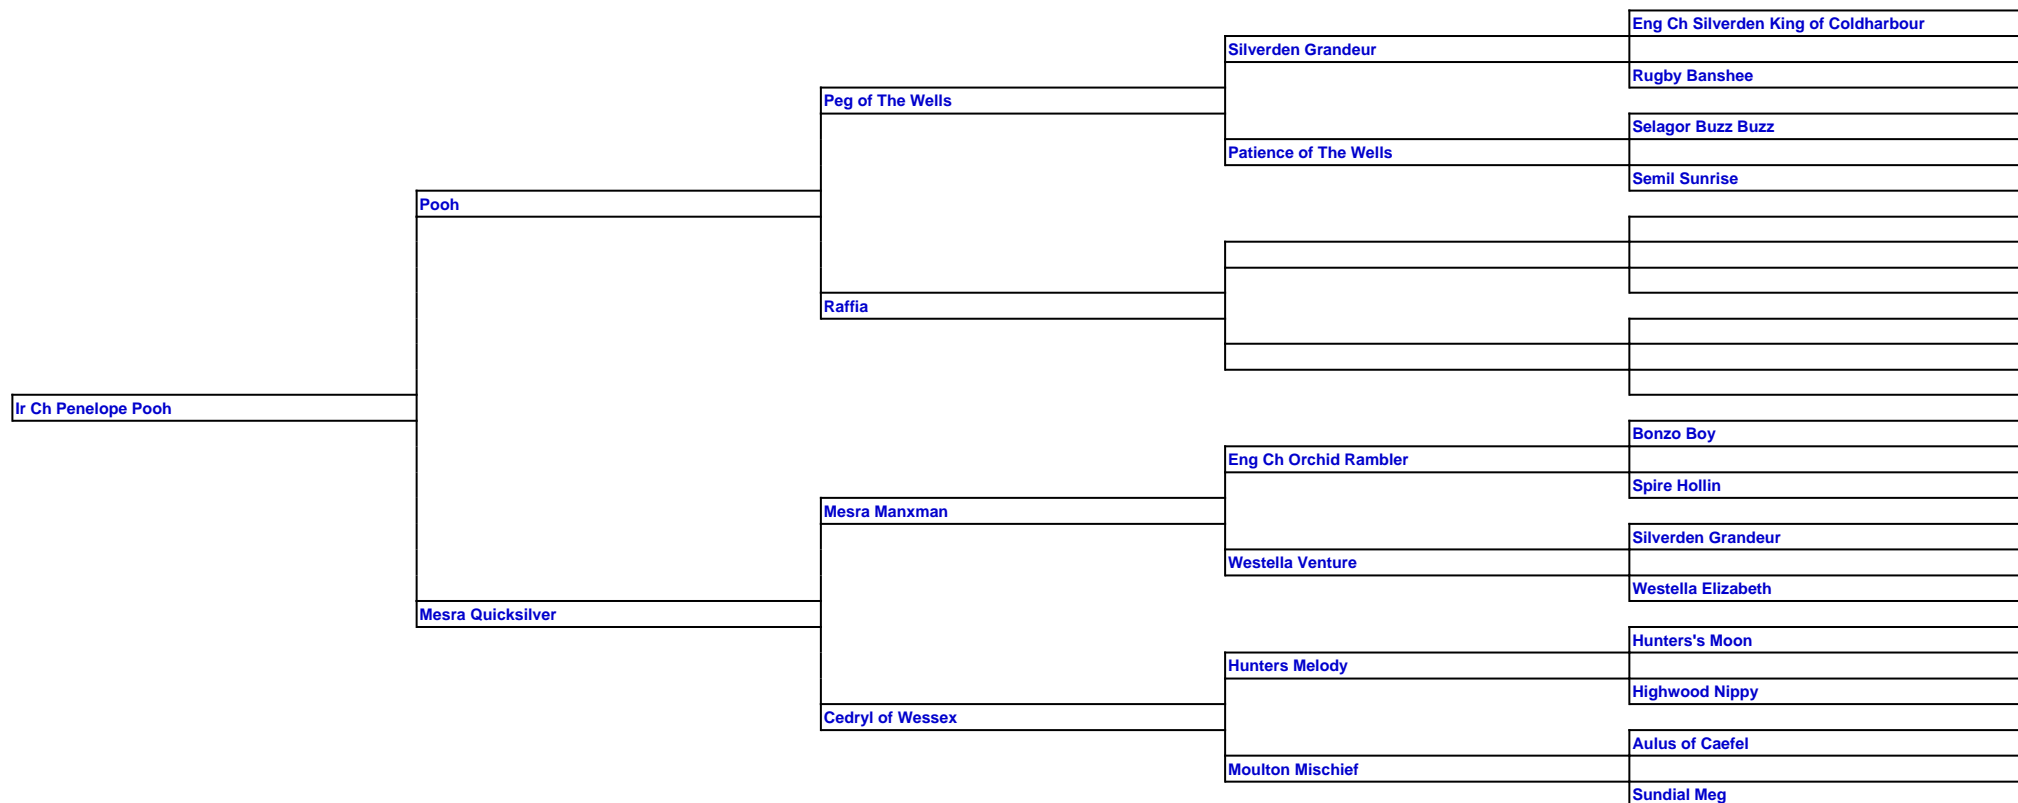 Eng Ch Silverden King of Coldharbour
Silverden Grandeur
Rugby Banshee
Peg of The Wells
Selagor Buzz Buzz
Patience of The Wells
Semil Sunrise
Pooh
Raffia
Ir Ch Penelope Pooh
Bonzo Boy
Eng Ch Orchid Rambler
Spire Hollin
Mesra Manxman
Silverden Grandeur
Westella Venture
Westella Elizabeth
Mesra Quicksilver
Hunters's Moon
Hunters Melody
Highwood Nippy
Cedryl of Wessex
Aulus of Caefel
Moulton Mischief
Sundial Meg